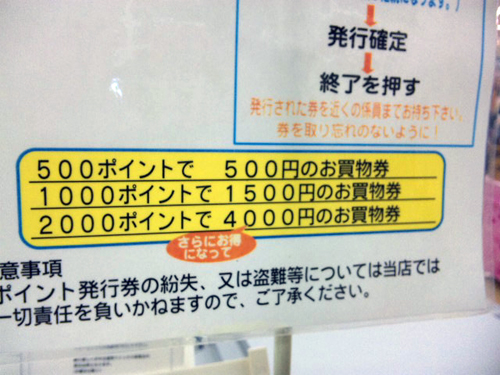 発行確定
終了を押す
発行された券を近くの係員までお持ち下さい。
券を取り忘れのないように！
500ポイントで 500円のお買物券
1000ポイントで 1500円のお買物券
2000ポイントで 4000円のお買物券
さらにお得
になって
意事項
ポイント発行券の紛失、又は盗難等については当店では
一切責任を負いかねますので、ご了承ください。